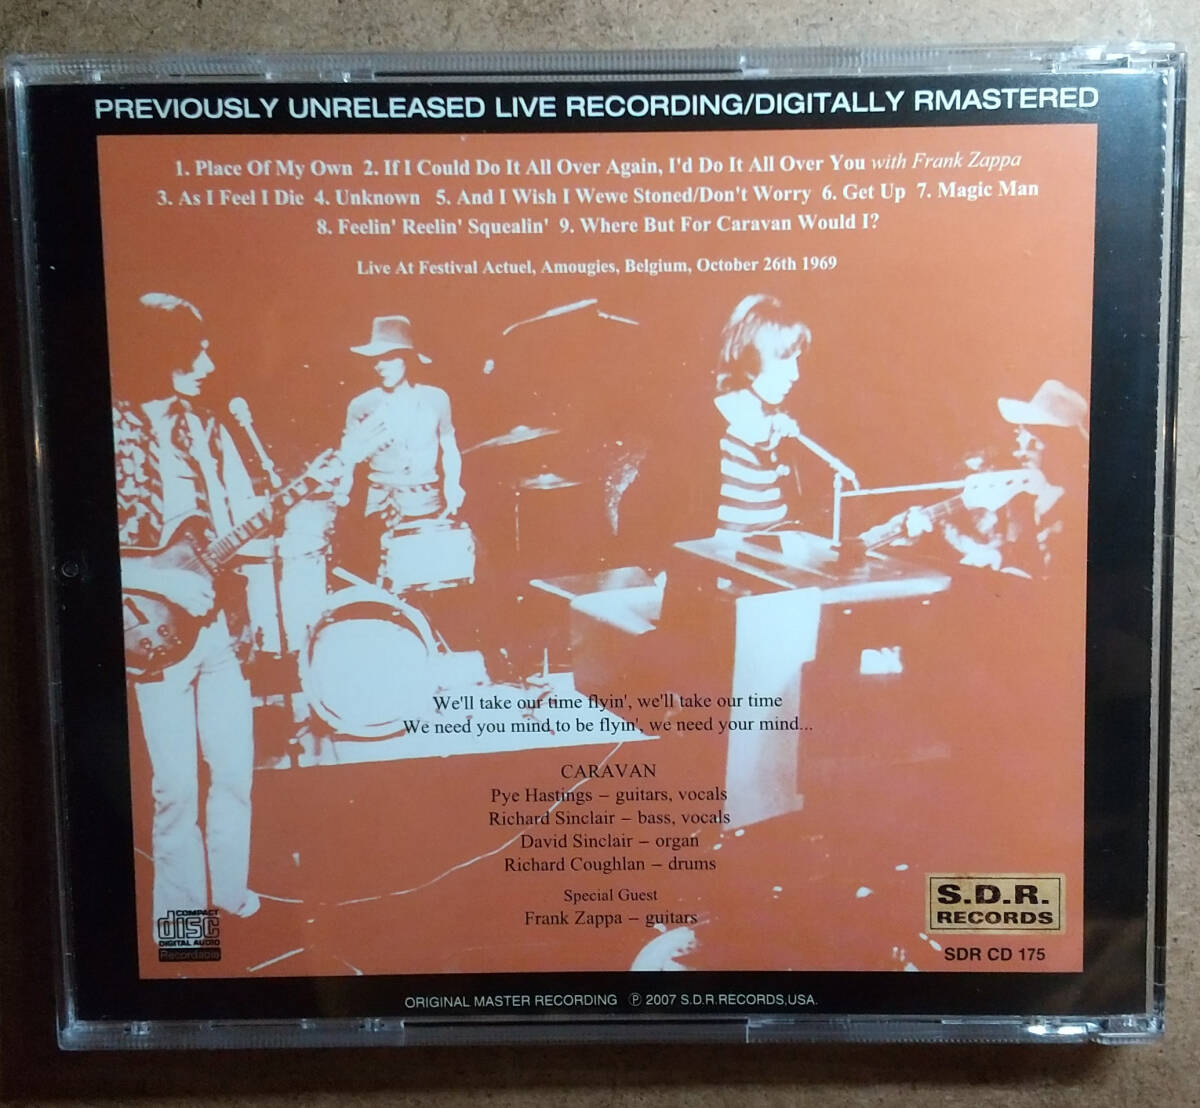 PREVIOUSLY UNRELEASED LIVE RECORDING/DIGITALLY RMASTERED
1. Place Of My Own 2. If I Could Do It All Over Again, I'd Do It All Over You with Frank Zappa
3. As I Feel I Die 4. Unknown 5. And I Wish I Wewe Stoned/Don't Worry 6. Get Up 7. Magic Man
8. Feelin' Reelin' Squealin' 9. Where But For Caravan Would I?
Live At Festival Actuel, Amougies, Belgium, October 26th 1969
We'll take our time flyin', we'll take our time
We need you mind to be flyin', we need your mind...
CARAVAN
Pye Hastings – guitars, vocals
Richard Sinclair – bass, vocals
David Sinclair – organ
Richard Coughlan – drums
Special Guest
Frank Zappa – guitars
COMPACT
disc
DIGITAL AUDIO
Recordable
S.D.R.
RECORDS
SDR CD 175
ORIGINAL MASTER RECORDING ℗ 2007 S.D.R.RECORDS,USA.